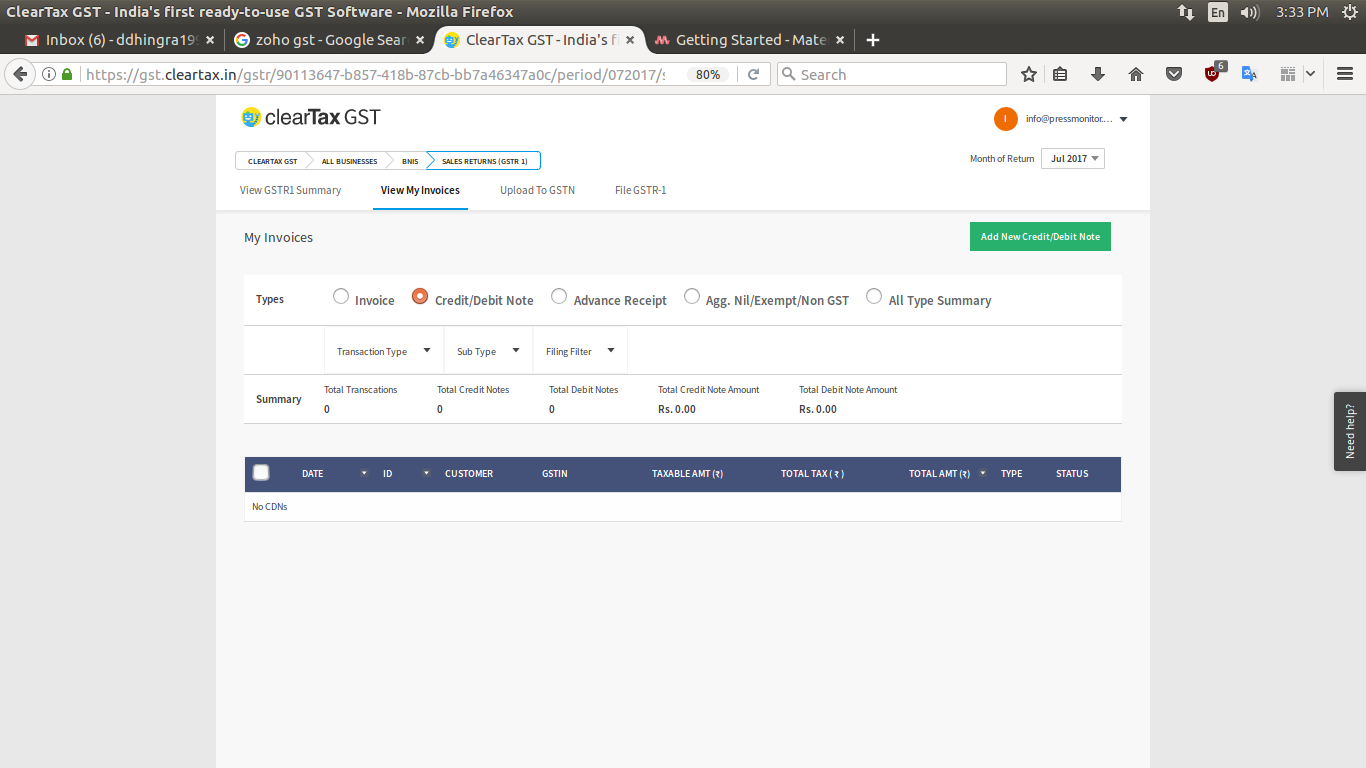 ClearTax GST - India's first ready-to-use GST Software - Mozilla Firefox
En
3:33 PM
Inbox (6) - ddhingra199
zoho gst - Google Sear
ClearTax GST - India's f
Getting Started - Mate
https://gst.cleartax.in/gstr/90113647-b857-418b-87cb-bb7a46347a0c/period/072017/s
80%
Search
6
clearTax GST
I
info@pressmonitor....
CLEARTAX GST
ALL BUSINESSES
BNIS
SALES RETURNS (GSTR 1)
Month of Return
Jul 2017
View GSTR1 Summary
View My Invoices
Upload To GSTN
File GSTR-1
My Invoices
Add New Credit/Debit Note
Types
Invoice
Credit/Debit Note
Advance Receipt
Agg. Nil/Exempt/Non GST
All Type Summary
Transaction Type
Sub Type
Filing Filter
Summary
Total Transcations
Total Credit Notes
Total Debit Notes
Total Credit Note Amount
Total Debit Note Amount
0
0
0
Rs. 0.00
Rs. 0.00
Need help?
DATE
ID
CUSTOMER
GSTIN
TAXABLE AMT (₹)
TOTAL TAX ( ₹ )
TOTAL AMT (₹)
TYPE
STATUS
No CDNs